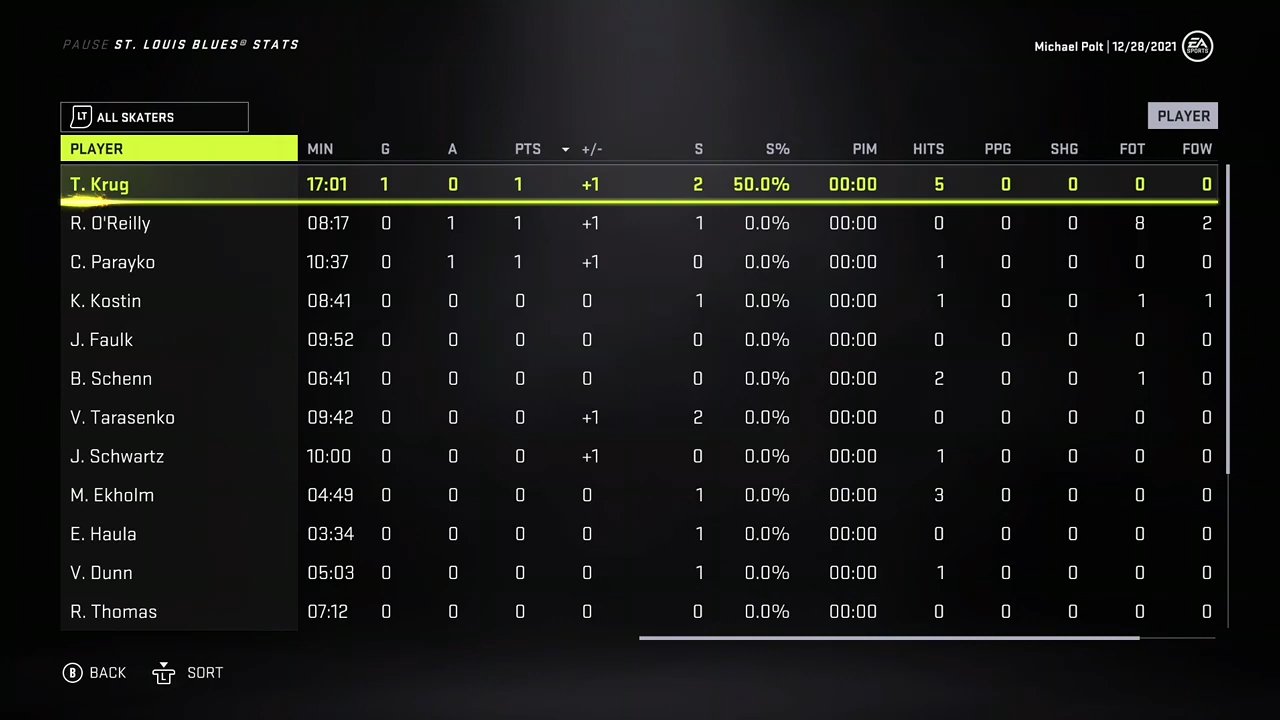 PAUSE ST. LOUIS BLUES® STATS
Michael Polt | 12/28/2021 EA SPORTS
LT ALL SKATERS
PLAYER
PLAYER MIN G A PTS +/- S S% PIM HITS PPG SHG FOT FOW
T. Krug 17:01 1 0 1 +1 2 50.0% 00:00 5 0 0 0 0
R. O'Reilly 08:17 0 1 1 +1 1 0.0% 00:00 0 0 0 8 2
C. Parayko 10:37 0 1 1 +1 0 0.0% 00:00 1 0 0 0 0
K. Kostin 08:41 0 0 0 0 1 0.0% 00:00 1 0 0 1 1
J. Faulk 09:52 0 0 0 0 0 0.0% 00:00 0 0 0 0 0
B. Schenn 06:41 0 0 0 0 0 0.0% 00:00 2 0 0 1 0
V. Tarasenko 09:42 0 0 0 +1 2 0.0% 00:00 0 0 0 0 0
J. Schwartz 10:00 0 0 0 +1 0 0.0% 00:00 1 0 0 0 0
M. Ekholm 04:49 0 0 0 0 1 0.0% 00:00 3 0 0 0 0
E. Haula 03:34 0 0 0 0 1 0.0% 00:00 0 0 0 0 0
V. Dunn 05:03 0 0 0 0 1 0.0% 00:00 1 0 0 0 0
R. Thomas 07:12 0 0 0 0 0 0.0% 00:00 0 0 0 0 0
B BACK L SORT